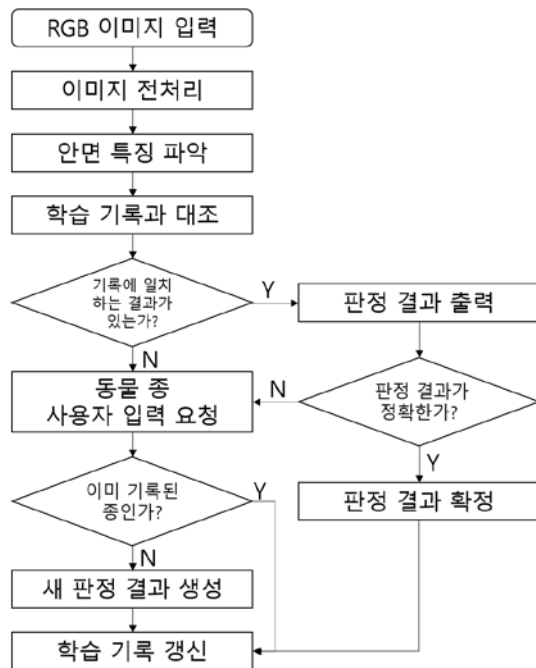 RGB 이미지 입력
이미지 전처리
안면 특징 파악
학습 기록과 대조
기록에 일치
하는 결과가
있는가?
Y
판정 결과 출력
N
동물 종
사용자 입력 요청
N
판정 결과가
정확한가?
Y
이미 기록된
종인가?
Y
판정 결과 확정
N
새 판정 결과 생성
학습 기록 갱신